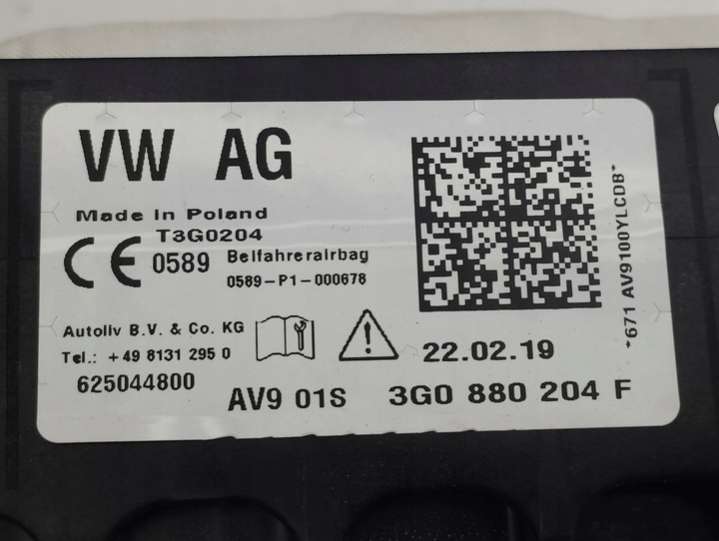 VW AG
Made In Poland
T3G0204
CE 0589 Beifahrerairbag
0589-P1-000678
Autoliv B.V. & Co. KG
Tel.: +49 8131 295 0
625044800
22.02.19
AV9 01S 3G0 880 204 F
*671 AV9100YLCDB*